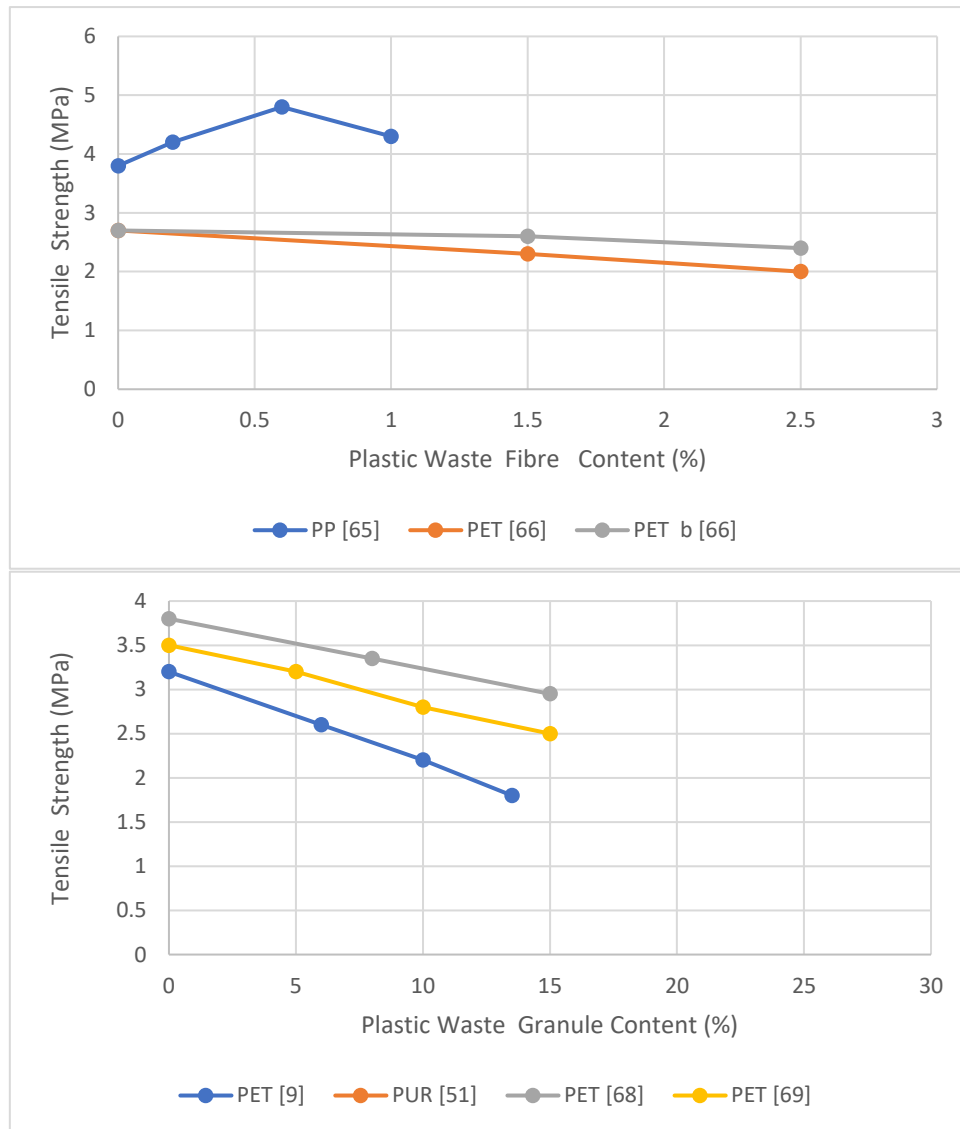 6
5
4
3
2
1
0
Tensile Strength (MPa)
0 0.5 1 1.5 2 2.5 3
Plastic Waste Fibre Content (%)
PP [65] PET [66] PET b [66]
4
3.5
3
2.5
2
1.5
1
0.5
0
Tensile Strength (MPa)
0 5 10 15 20 25 30
Plastic Waste Granule Content (%)
PET [9] PUR [51] PET [68] PET [69]